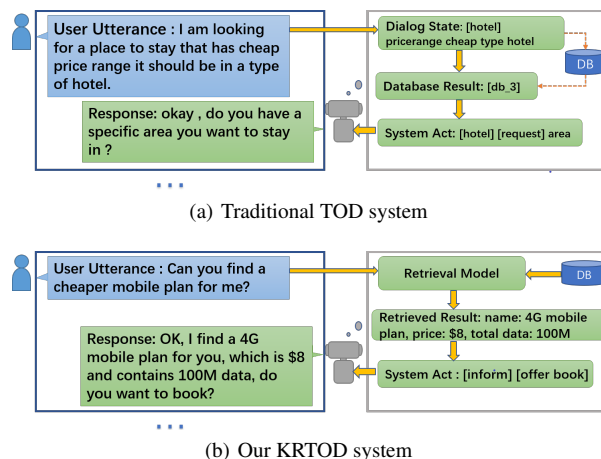 User Utterance : I am looking
for a place to stay that has cheap
price range it should be in a type
of hotel.
Response: okay , do you have a
specific area you want to stay
in ?
Dialog State: [hotel]
pricerange cheap type hotel
DB
Database Result: [db_3]
System Act: [hotel] [request] area
(a) Traditional TOD system
User Utterance : Can you find a
cheaper mobile plan for me?
Response: OK, I find a 4G
mobile plan for you, which is $8
and contains 100M data, do
you want to book?
Retrieval Model
DB
Retrieved Result: name: 4G mobile
plan, price: $8, total data: 100M
System Act : [inform] [offer book]
(b) Our KRTOD system